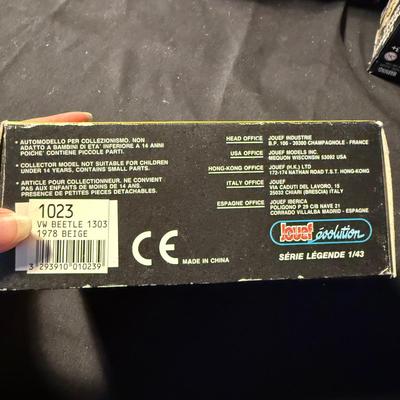 • AUTOMODELLO PER COLLEZIONISMO. NON
ADATTO A BAMBINI DI ETA' INFERIORE A 14 ANNI
POICHE' CONTIENE PICCOLE PARTI.
• COLLECTOR MODEL NOT SUITABLE FOR CHILDREN
UNDER 14 YEARS, CONTAINS SMALL PARTS.
• ARTICLE POUR COLLECTIONNEUR. NE CONVIENT
PAS AUX ENFANTS DE MOINS DE 14 ANS.
PRESENCE DE PETITES PIECES DETACHABLES.
1023
VW BEETLE 1303
1978 BEIGE
3 293910 010239
CE
MADE IN CHINA
HEAD OFFICE JOUEF INDUSTRIE
B.P. 106 - 39300 CHAMPAGNOLE - FRANCE
USA OFFICE JOUEF MODELS INC.
MEQUON WISCONSIN 53092 USA
HONG-KONG OFFICE JOUEF (H.K.) LTD
172-174 NATHAN ROAD T.S.T. HONG-KONG
ITALY OFFICE JOUEF
VIA CADUTI DEL LAVORO, 15
25032 CHIARI (BRESCIA) ITALY
ESPAGNE OFFICE JOUEF IBERICA
POLIGONO P 29 C/B NAVE 21
CORRADO VILLALBA MADRID - ESPAGNE
Jouef évolution
SÉRIE LÉGENDE 1/43